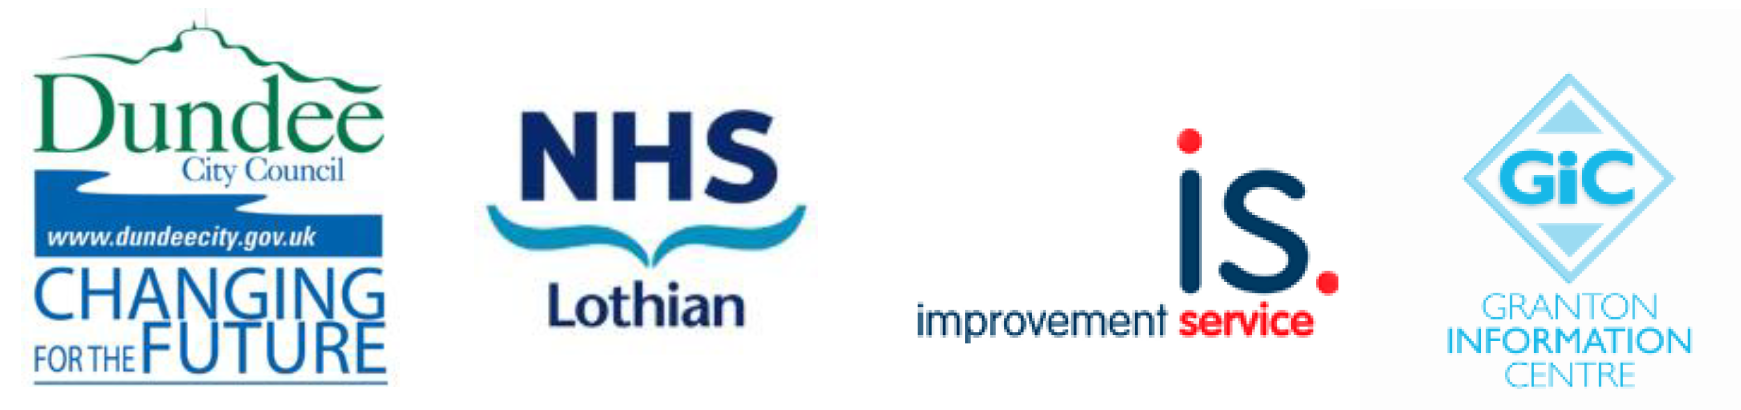 Dundee
City Council
www.dundeecity.gov.uk
CHANGING
FOR THE FUTURE
NHS
Lothian
is.
improvement service
GiC
GRANTON
INFORMATION
CENTRE